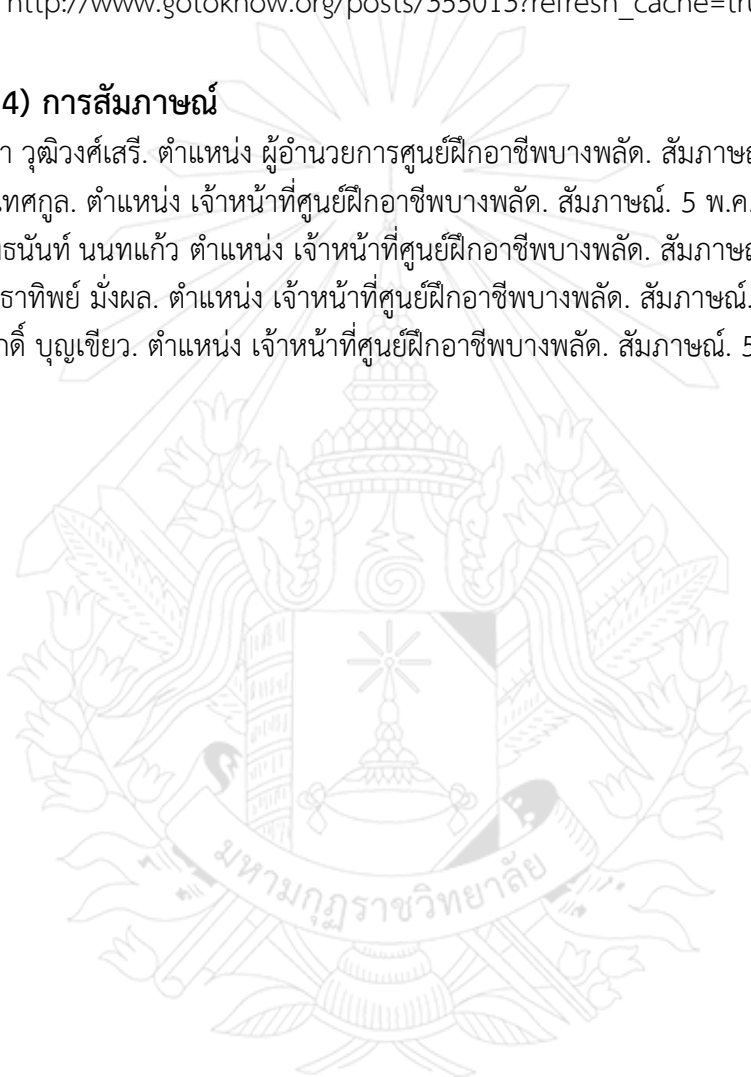 http://www.gotoknow.org/posts/353013?refresh_cache=tru
4) การสัมภาษณ์
า วุฒิวงศ์เสรี. ตำแหน่ง ผู้อำนวยการศูนย์ฝึกอาชีพบางพลัด. สัมภาษณ
เทศกูล. ตำแหน่ง เจ้าหน้าที่ศูนย์ฝึกอาชีพบางพลัด. สัมภาษณ์. 5 พ.ค.
ทธนันท์ นนทแก้ว ตำแหน่ง เจ้าหน้าที่ศูนย์ฝึกอาชีพบางพลัด. สัมภาษณ
ธาทิพย์ มั่งผล. ตำแหน่ง เจ้าหน้าที่ศูนย์ฝึกอาชีพบางพลัด. สัมภาษณ์.
กดิ์ บุญเขียว. ตำแหน่ง เจ้าหน้าที่ศูนย์ฝึกอาชีพบางพลัด. สัมภาษณ์. 5
มหามกุฏราชวิทยาลัย